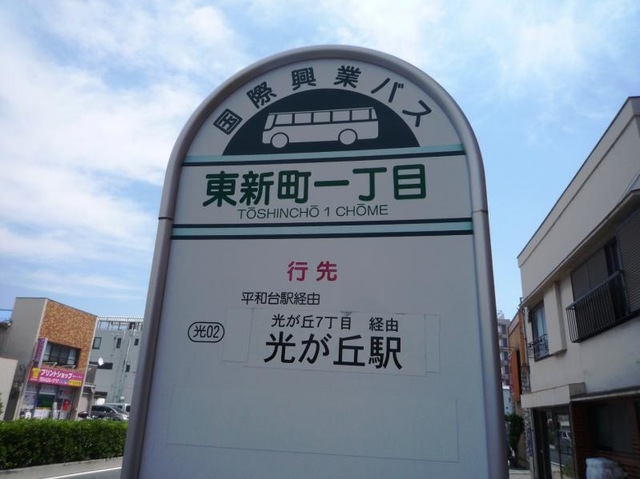 国際興業バス
東新町一丁目
TŌSHINCHŌ 1 CHŌME
行先
平和台駅経由
光が丘7丁目 経由
光02
光が丘駅
プリントショップ